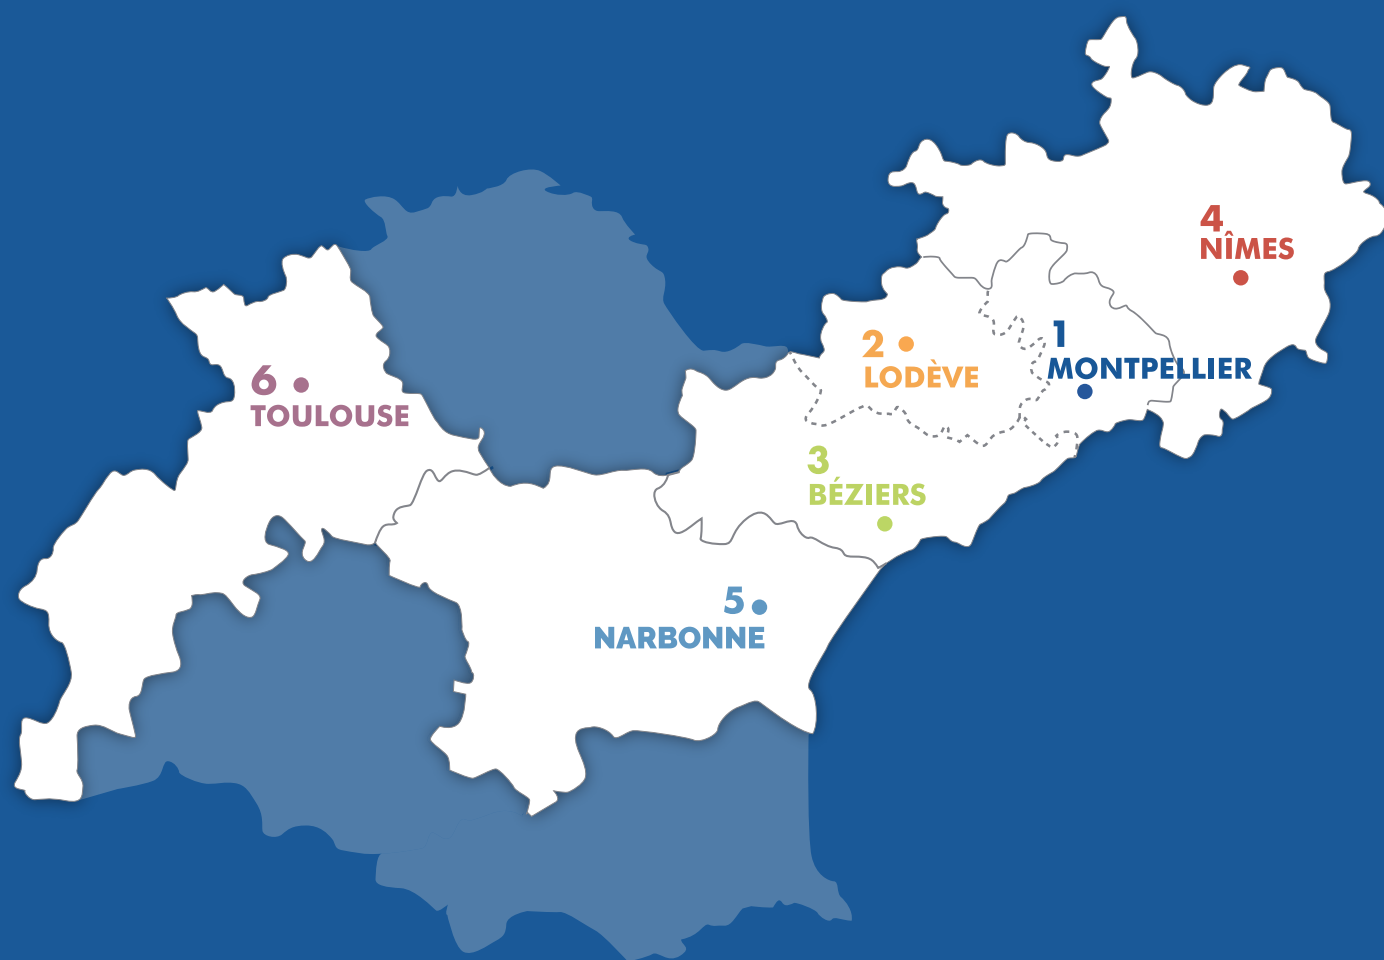 4
NÎMES
1
MONTPELLIER
2
LODÈVE
6
TOULOUSE
3
BÉZIERS
5
NARBONNE